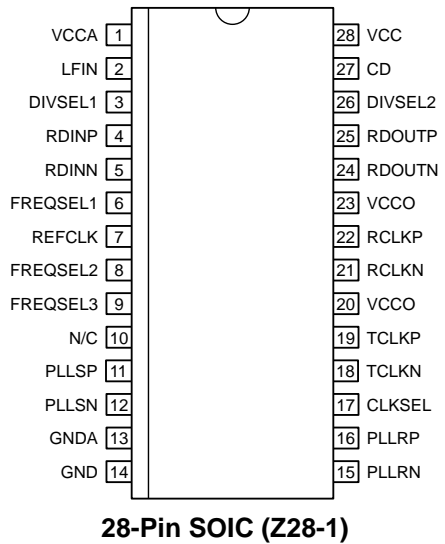 VCCA 1 28 VCC
LFIN 2 27 CD
DIVSEL1 3 26 DIVSEL2
RDINP 4 25 RDOUTP
RDINN 5 24 RDOUTN
FREQSEL1 6 23 VCCO
REFCLK 7 22 RCLKP
FREQSEL2 8 21 RCLKN
FREQSEL3 9 20 VCCO
N/C 10 19 TCLKP
PLLSP 11 18 TCLKN
PLLSN 12 17 CLKSEL
GNDA 13 16 PLLRP
GND 14 15 PLLRN
28-Pin SOIC (Z28-1)